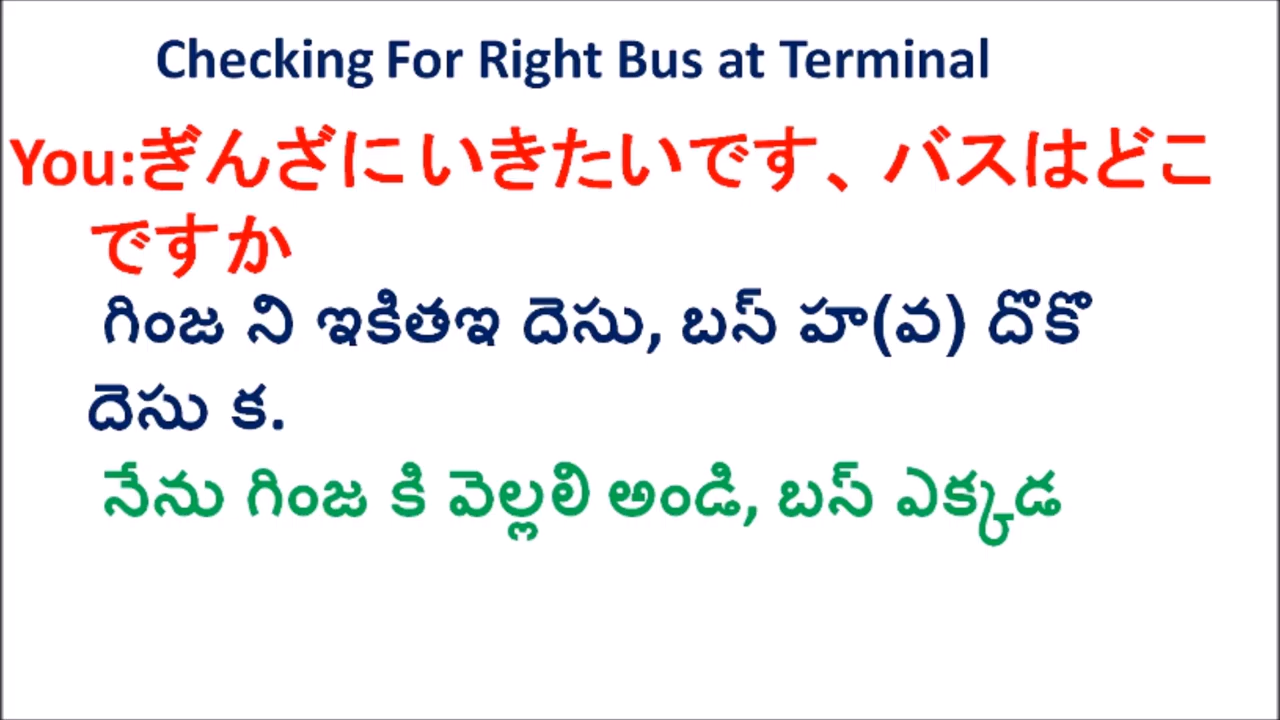 Checking For Right Bus at Terminal
You:ぎんざに いきたいです、バスはどこ
ですか
గింజ ని ఇకితఇ దెసు, బస్ హ(వ) దొకొ
దెసు క.
నేను గింజ కి వెల్లలి అండి, బస్ ఎక్కడ